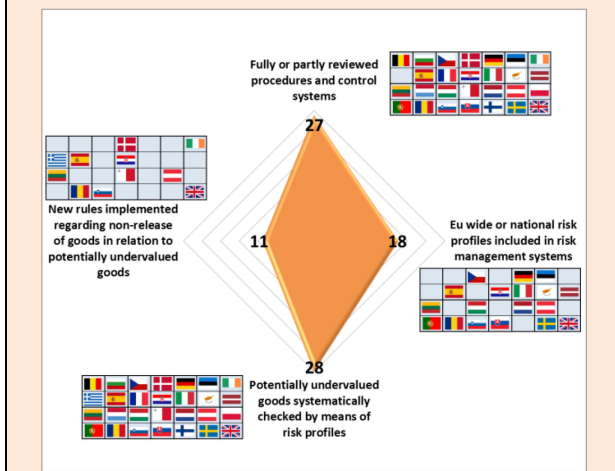 Fully or partly reviewed
procedures and control
systems
27
New rules implemented
regarding non-release
of goods in relation to
potentially undervalued
goods
11
18
Eu wide or national risk
profiles included in risk
management systems
28
Potentially undervalued
goods systematically
checked by means of
risk profiles